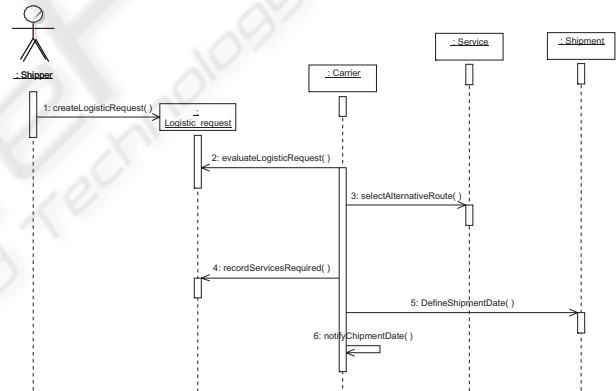 : Service
: Shipment
: Shipper
: Carrier
1: createLogisticRequest( )
:
Logistic_request
2: evaluateLogisticRequest( )
3: selectAlternativeRoute( )
4: recordServicesRequired( )
5: DefineShipmentDate( )
6: notifyChipmentDate( )